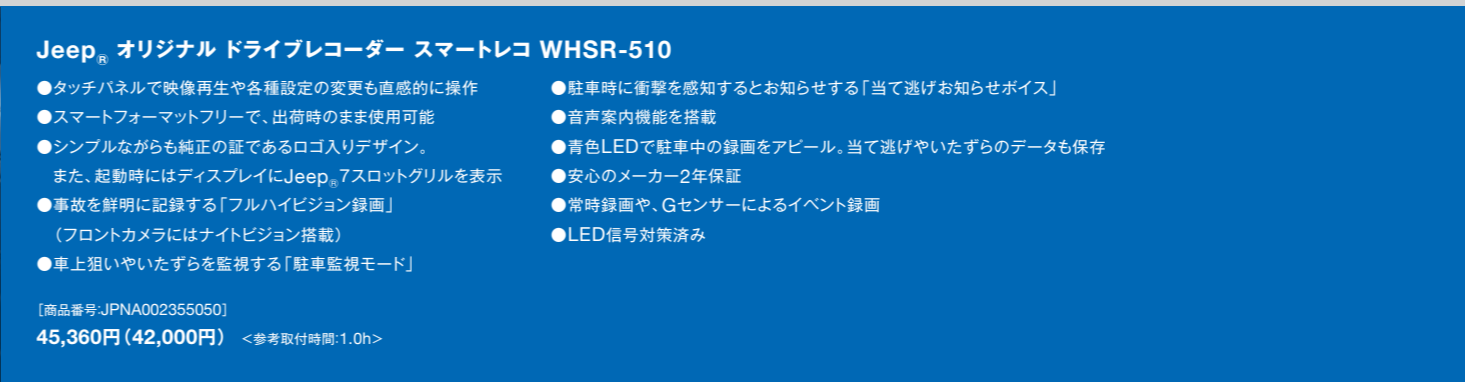 Jeep® オリジナル ドライブレコーダー スマートレコ WHSR-510
●タッチパネルで映像再生や各種設定の変更も直感的に操作
●スマートフォーマットフリーで、出荷時のまま使用可能
●シンプルながらも純正の証であるロゴ入りデザイン。
また、起動時にはディスプレイにJeep®7スロットグリルを表示
●事故を鮮明に記録する「フルハイビジョン録画」
（フロントカメラにはナイトビジョン搭載）
●車上狙いやいたずらを監視する「駐車監視モード」
●駐車時に衝撃を感知するとお知らせする「当て逃げお知らせボイス」
●音声案内機能を搭載
●青色LEDで駐車中の録画をアピール。当て逃げやいたずらのデータも保存
●安心のメーカー2年保証
●常時録画や、Gセンサーによるイベント録画
●LED信号対策済み
［商品番号:JPNA002355050］
45,360円（42,000円） ＜参考取付時間:1.0h＞